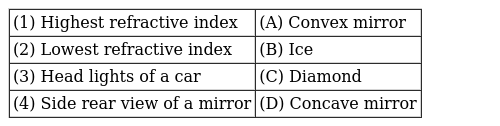 (1) Highest refractive index (A) Convex mirror
(2) Lowest refractive index (B) Ice
(3) Head lights of a car (C) Diamond
(4) Side rear view of a mirror (D) Concave mirror